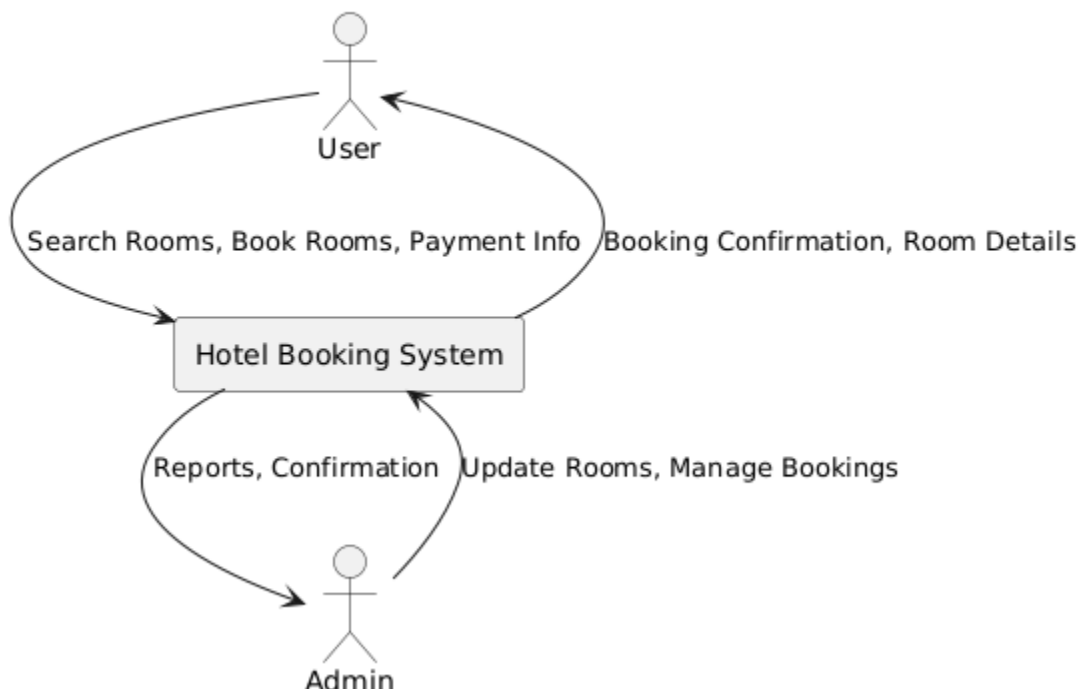 User
Search Rooms, Book Rooms, Payment Info
Booking Confirmation, Room Details
Hotel Booking System
Reports, Confirmation
Update Rooms, Manage Bookings
Admin